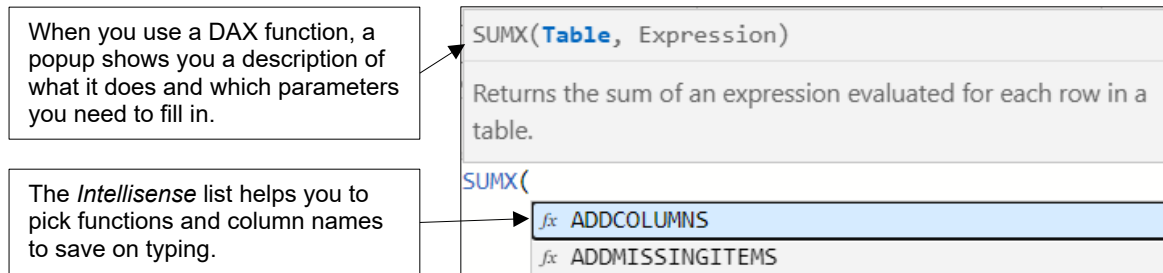 When you use a DAX function, a
popup shows you a description of
what it does and which parameters
you need to fill in.
SUMX(Table, Expression)
Returns the sum of an expression evaluated for each row in a
table.
The Intellisense list helps you to
pick functions and column names
to save on typing.
SUMX(
fx ADDCOLUMNS
fx ADDMISSINGITEMS